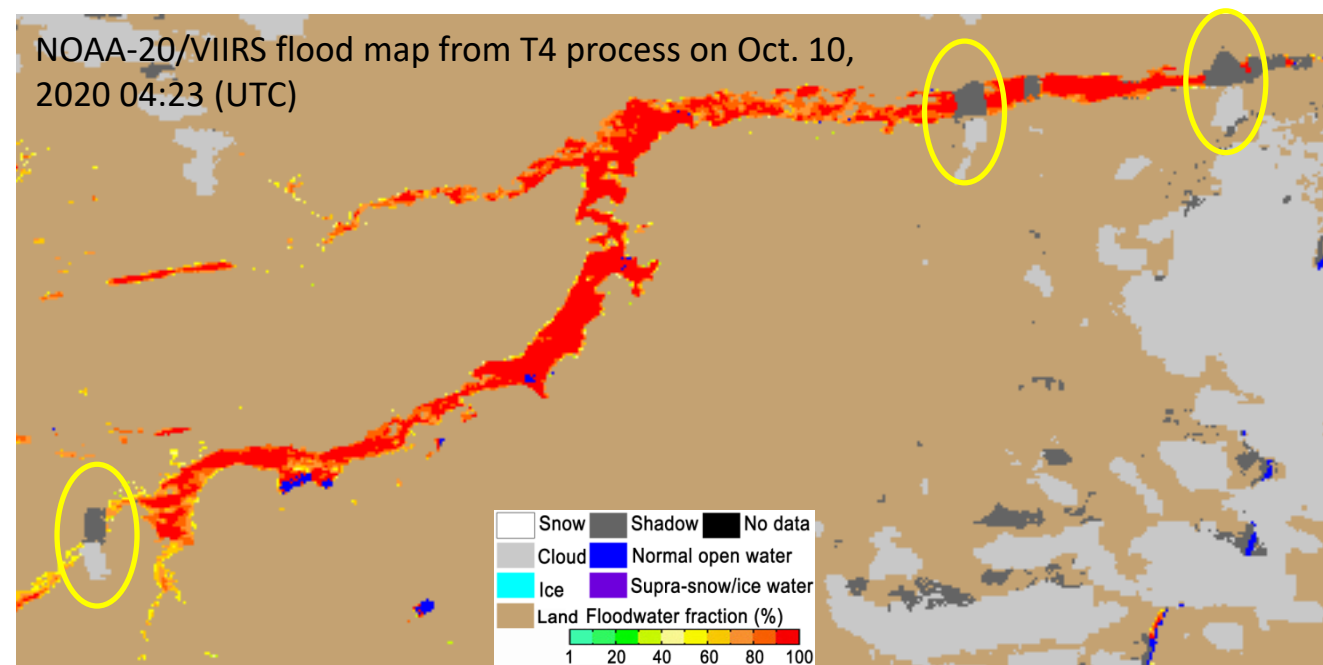 NOAA-20/VIIRS flood map from T4 process on Oct. 10,
2020 04:23 (UTC)
Snow Shadow No data
Cloud Normal open water
Ice Supra-snow/ice water
Land Floodwater fraction (%)
1 20 40 60 80 100